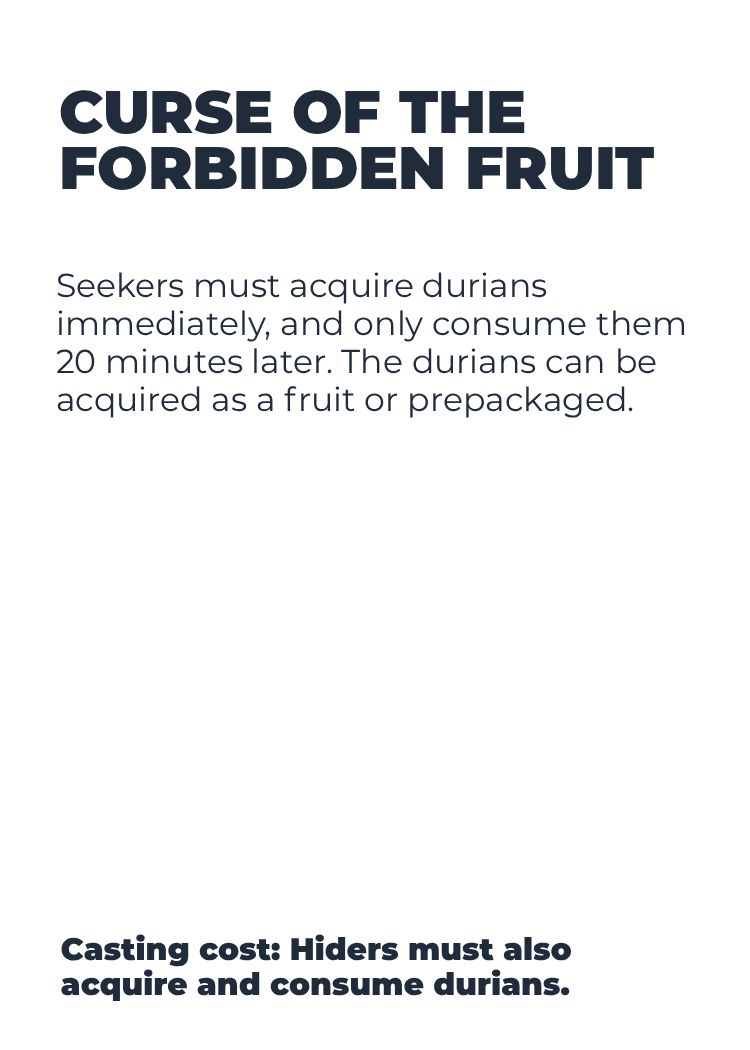 CURSE OF THE
FORBIDDEN FRUIT
Seekers must acquire durians
immediately, and only consume them
20 minutes later. The durians can be
acquired as a fruit or prepackaged.
Casting cost: Hiders must also
acquire and consume durians.